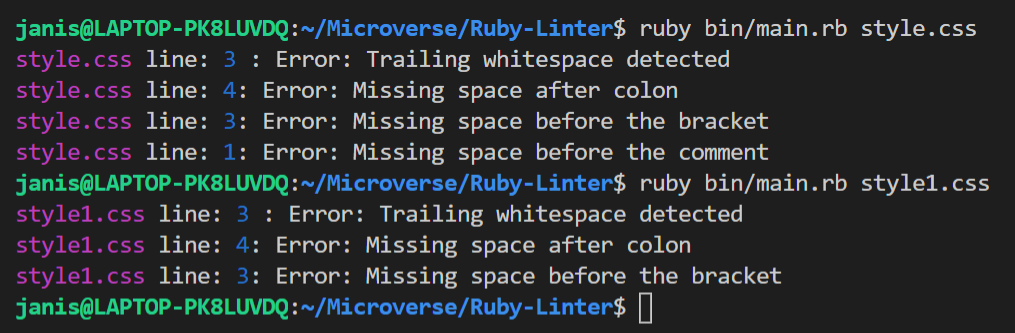 janis@LAPTOP-PK8LUVDQ:~/Microverse/Ruby-Linter$ ruby bin/main.rb style.css
style.css line: 3 : Error: Trailing whitespace detected
style.css line: 4: Error: Missing space after colon
style.css line: 3: Error: Missing space before the bracket
style.css line: 1: Error: Missing space before the comment
janis@LAPTOP-PK8LUVDQ:~/Microverse/Ruby-Linter$ ruby bin/main.rb style1.css
style1.css line: 3 : Error: Trailing whitespace detected
style1.css line: 4: Error: Missing space after colon
style1.css line: 3: Error: Missing space before the bracket
janis@LAPTOP-PK8LUVDQ:~/Microverse/Ruby-Linter$